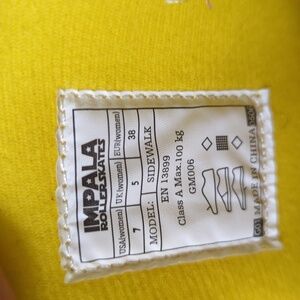 IMPALA
ROLLERSKATES
USA(women) UK(women) EUR(women)
7 5 38
MODEL: SIDEWALK
EN 13899
Class A Max.100 kg
GM006
MADE IN CHINA